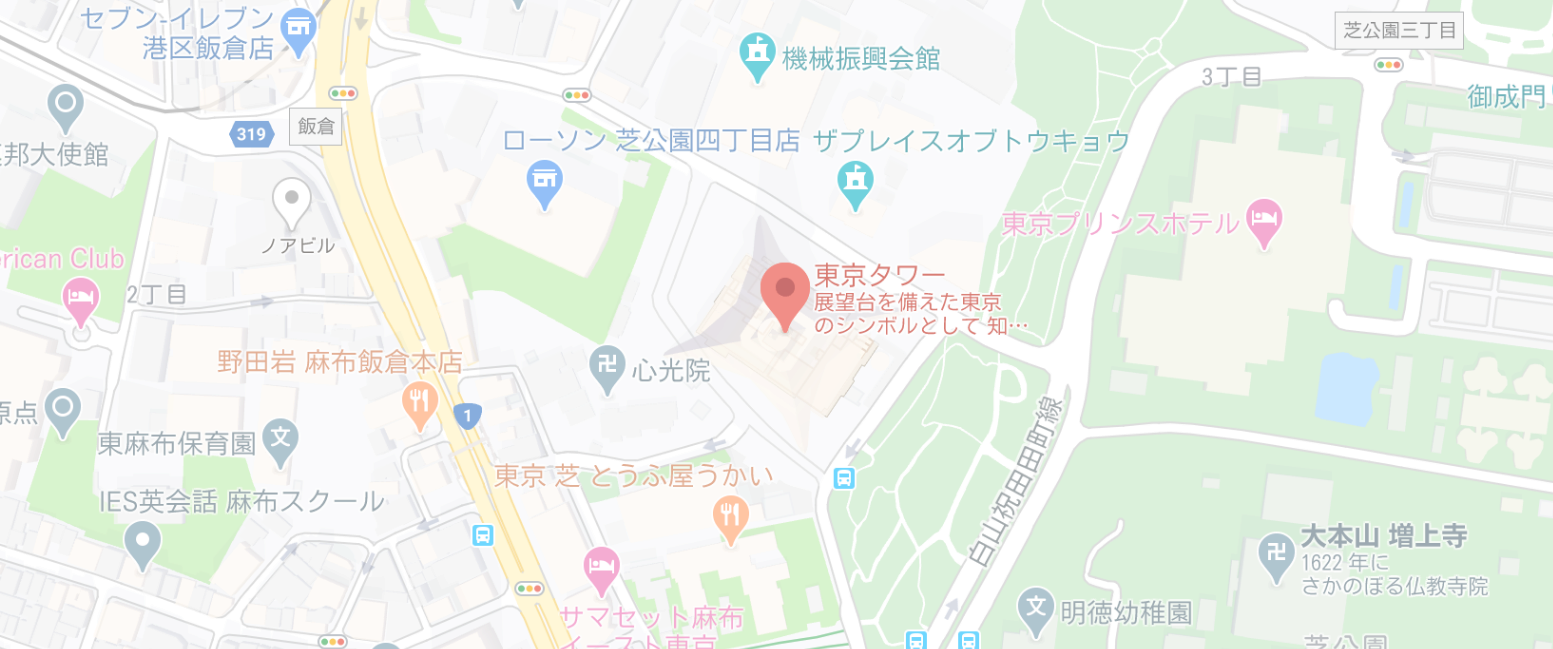 セブン-イレブン
港区飯倉店
芝公園三丁目
機械振興会館
3丁目
御成門
319
飯倉
ローソン 芝公園四丁目店
ザプレイスオブトウキョウ
邦大使館
東京プリンスホテル
ノアビル
rican Club
東京タワー
2丁目
展望台を備えた東京
のシンボルとして 知…
野田岩 麻布飯倉本店
心光院
原点
1
東麻布保育園
白山祝田田町線
東京 芝 とうふ屋うかい
IES英会話 麻布スクール
大本山 増上寺
1622 年に
さかのぼる仏教寺院
明徳幼稚園
サマセット麻布
イースト東京
芝公園